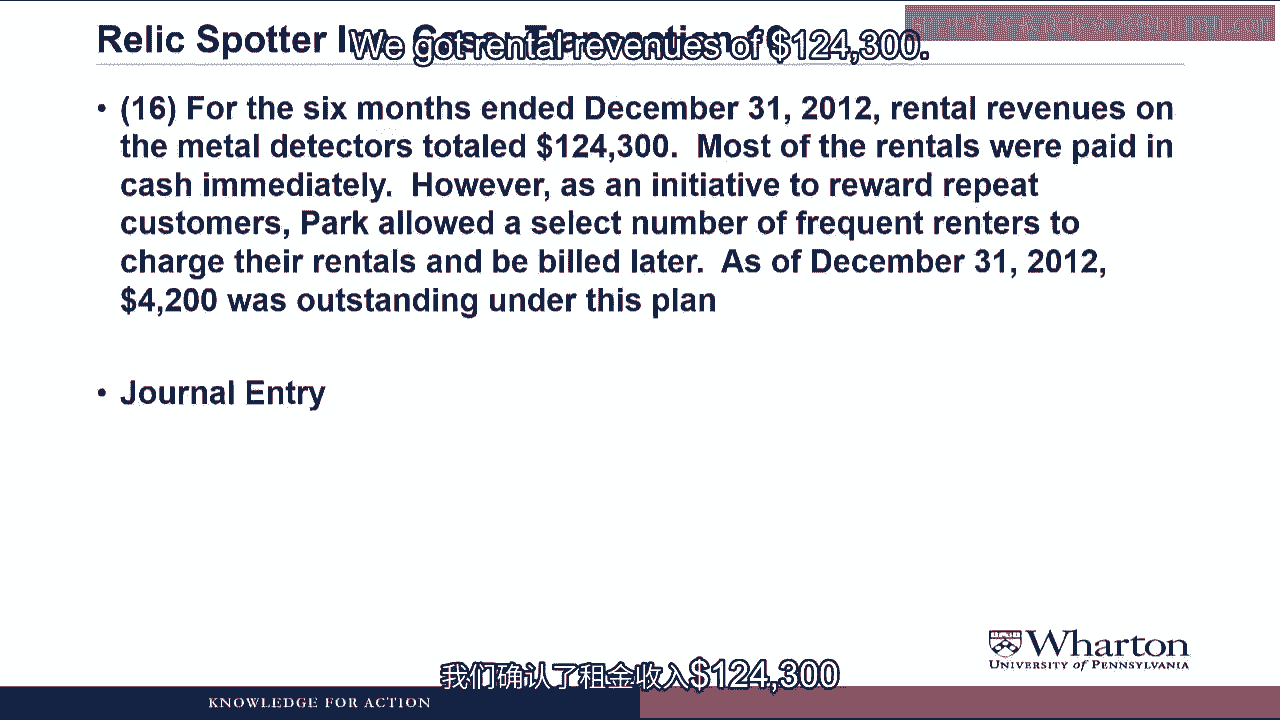 Relic Spotter Inc. Case: Transaction 16
We got rental revenues of $124,300.
• (16) For the six months ended December 31, 2012, rental revenues on
the metal detectors totaled $124,300. Most of the rentals were paid in
cash immediately. However, as an initiative to reward repeat
customers, Park allowed a select number of frequent renters to
charge their rentals and be billed later. As of December 31, 2012,
$4,200 was outstanding under this plan
• Journal Entry
Wharton
UNIVERSITY of PENNSYLVANIA
我们确认了租金收入$124,300
KNOWLEDGE FOR ACTION